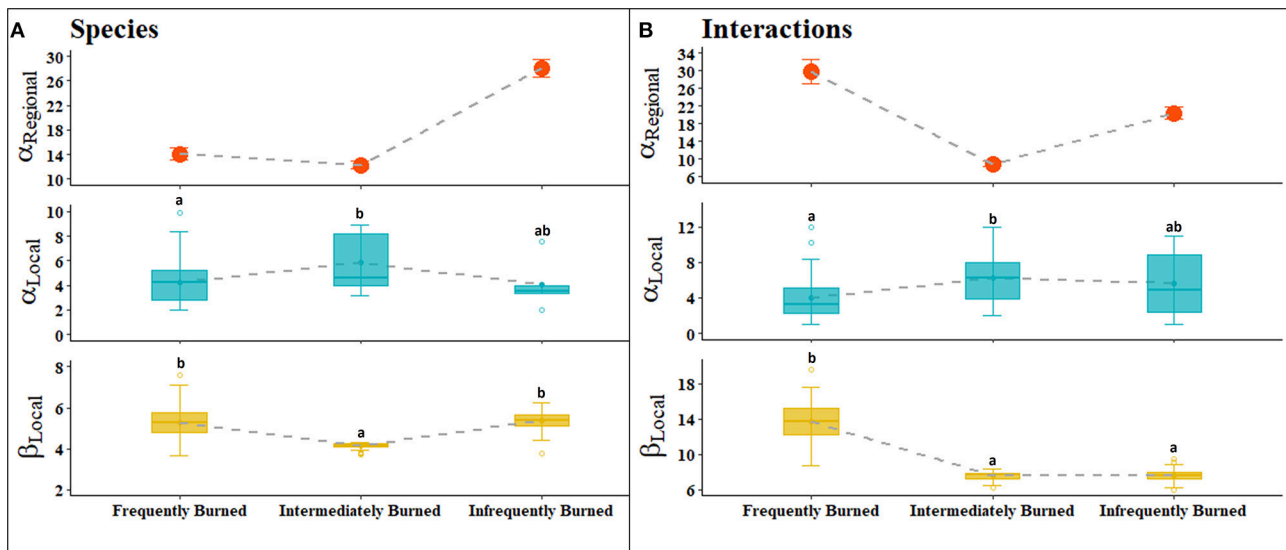 A Species
30
26
22
18
14
10
αRegional
a b ab
10
8
6
4
2
0
αLocal
b a b
8
6
4
2
βLocal
Frequently Burned Intermediately Burned Infrequently Burned
B Interactions
34
30
26
22
18
14
10
6
αRegional
a b ab
12
8
4
0
αLocal
b a a
18
14
10
6
βLocal
Frequently Burned Intermediately Burned Infrequently Burned